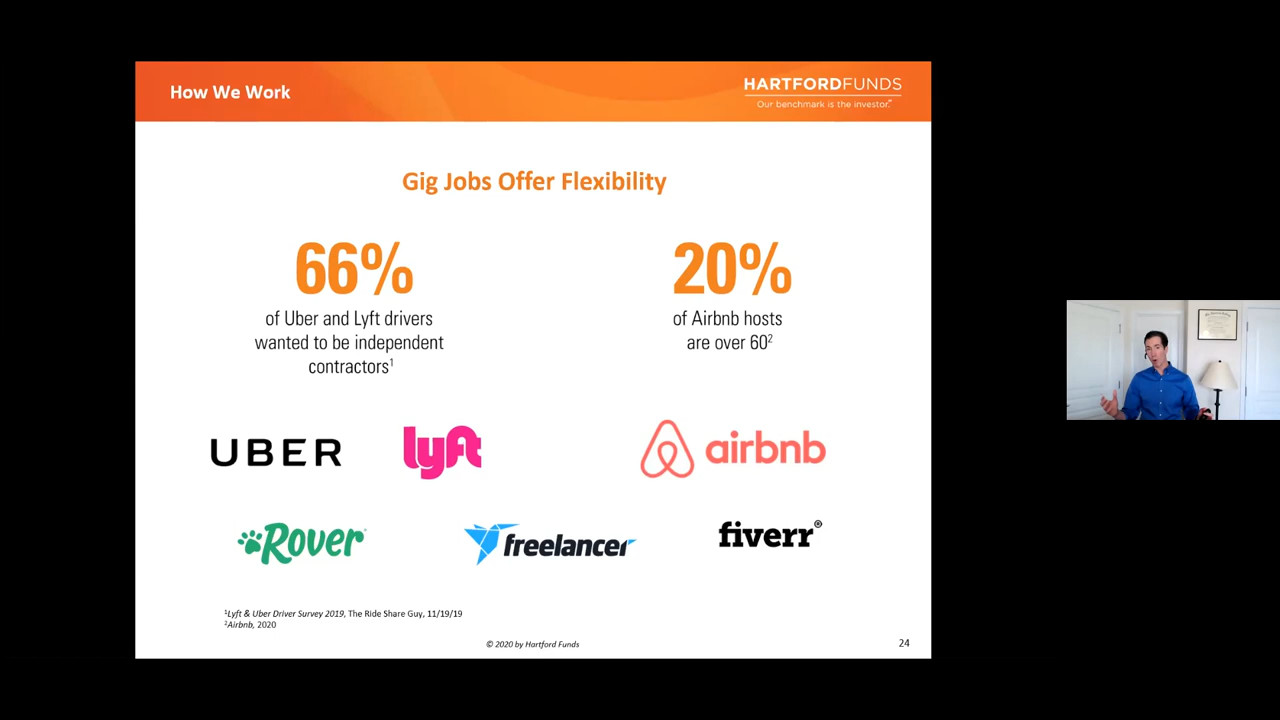 How We Work
HARTFORDFUNDS
Our benchmark is the investor.℠
Gig Jobs Offer Flexibility
66%
of Uber and Lyft drivers
wanted to be independent
contractors¹
20%
of Airbnb hosts
are over 60²
UBER
lyft
airbnb
Rover
freelancer
fiverr®
¹Lyft & Uber Driver Survey 2019, The Ride Share Guy, 11/19/19
²Airbnb, 2020
© 2020 by Hartford Funds
24